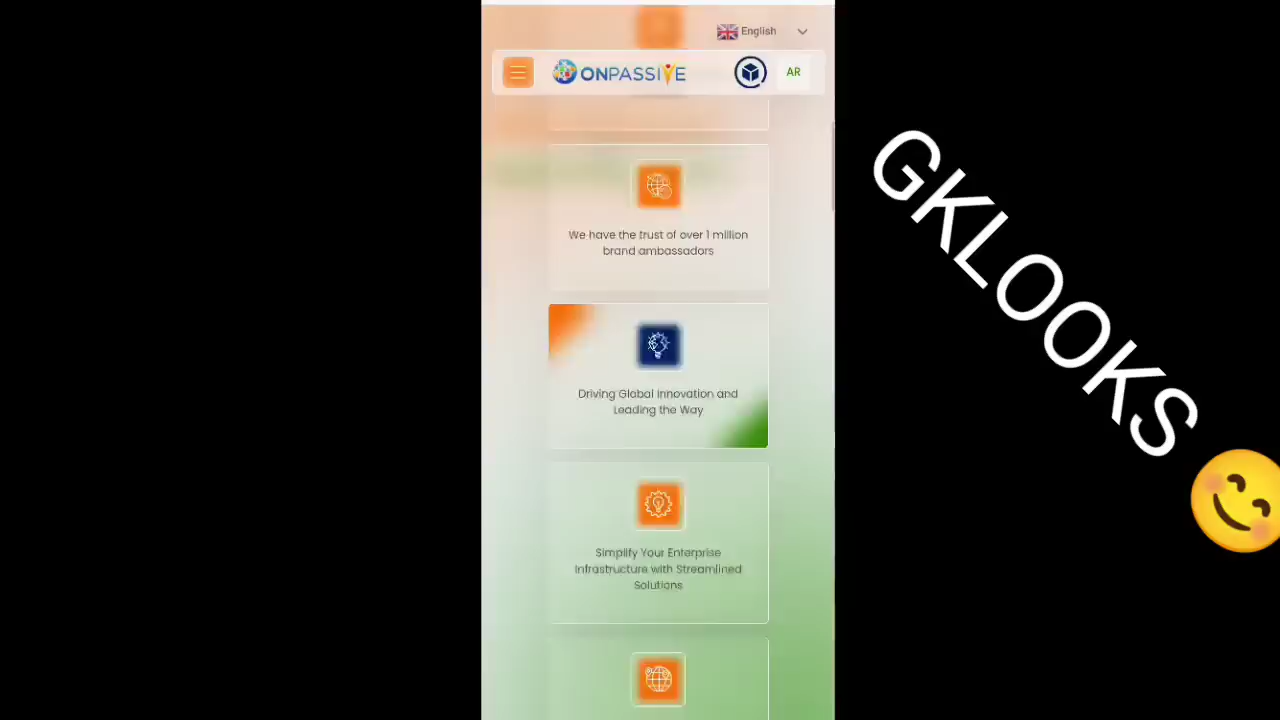 English
ONPASSIVE
AR
We have the trust of over 1 million
brand ambassadors
Driving Global Innovation and
Leading the Way
Simplify Your Enterprise
Infrastructure with Streamlined
Solutions
GKLOOKS 😊